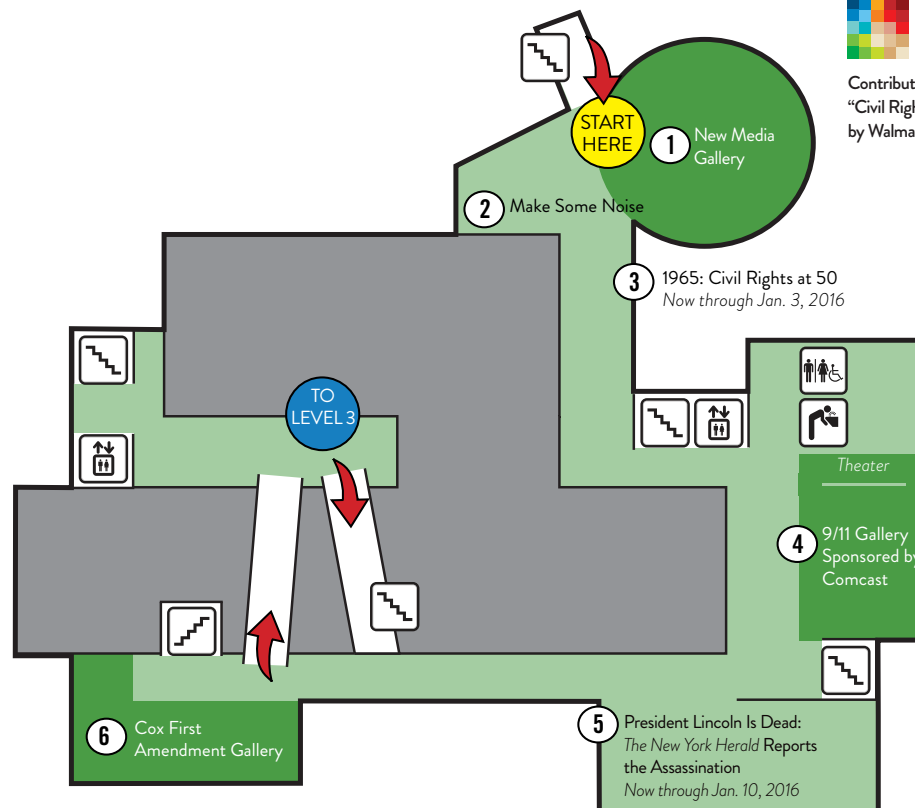 Contribut
"Civil Righ
by Walma
START
HERE
1
New Media
Gallery
2
Make Some Noise
3
1965: Civil Rights at 50
Now through Jan. 3, 2016
TO
LEVEL 3
Theater
4
9/11 Gallery
Sponsored by
Comcast
5
President Lincoln Is Dead:
The New York Herald Reports
the Assassination
Now through Jan. 10, 2016
6
Cox First
Amendment Gallery